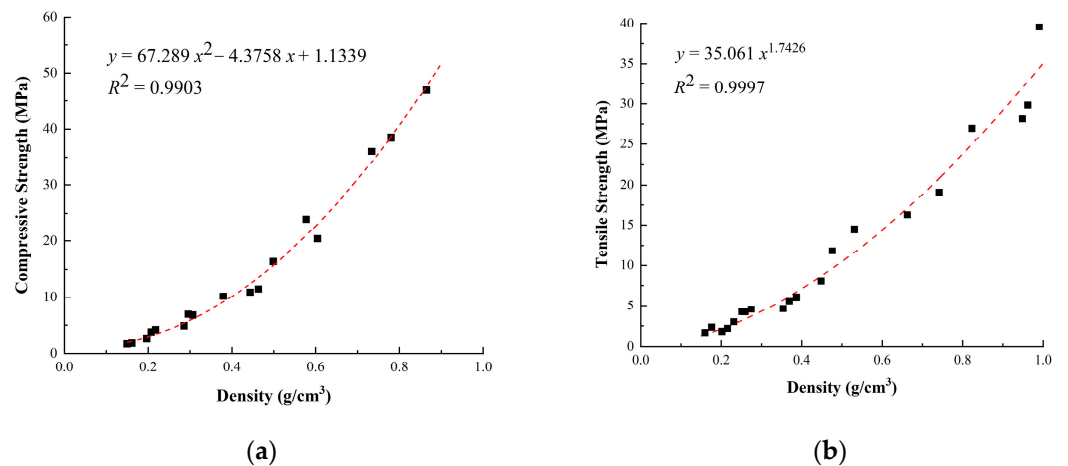 60
50
40
30
20
10
0
0.0 0.2 0.4 0.6 0.8 1.0
Compressive Strength (MPa)
Density (g/cm³)
y = 67.289 x² – 4.3758 x + 1.1339
R² = 0.9903
(a)
40
35
30
25
20
15
10
5
0
0.0 0.2 0.4 0.6 0.8 1.0
Tensile Strength (MPa)
Density (g/cm³)
y = 35.061 x¹·⁷⁴²⁶
R² = 0.9997
(b)